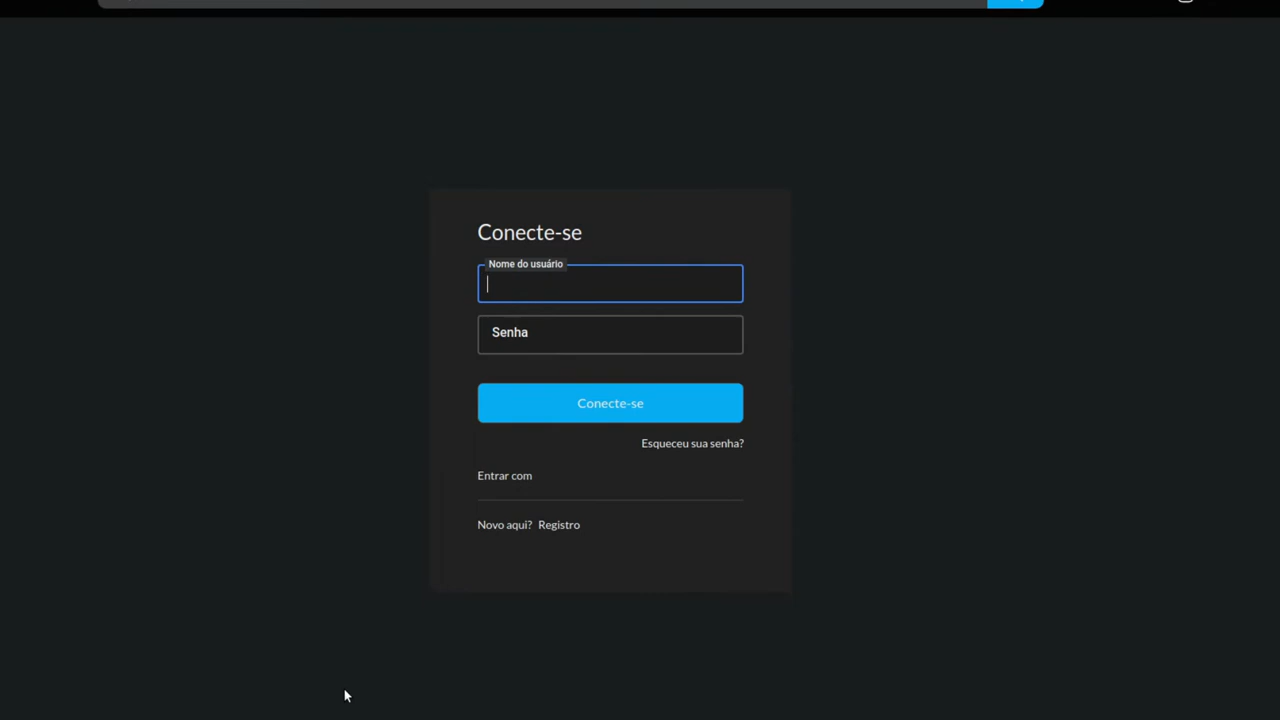 Conecte-se
Nome do usuário
Senha
Conecte-se
Esqueceu sua senha?
Entrar com
Novo aqui? Registro